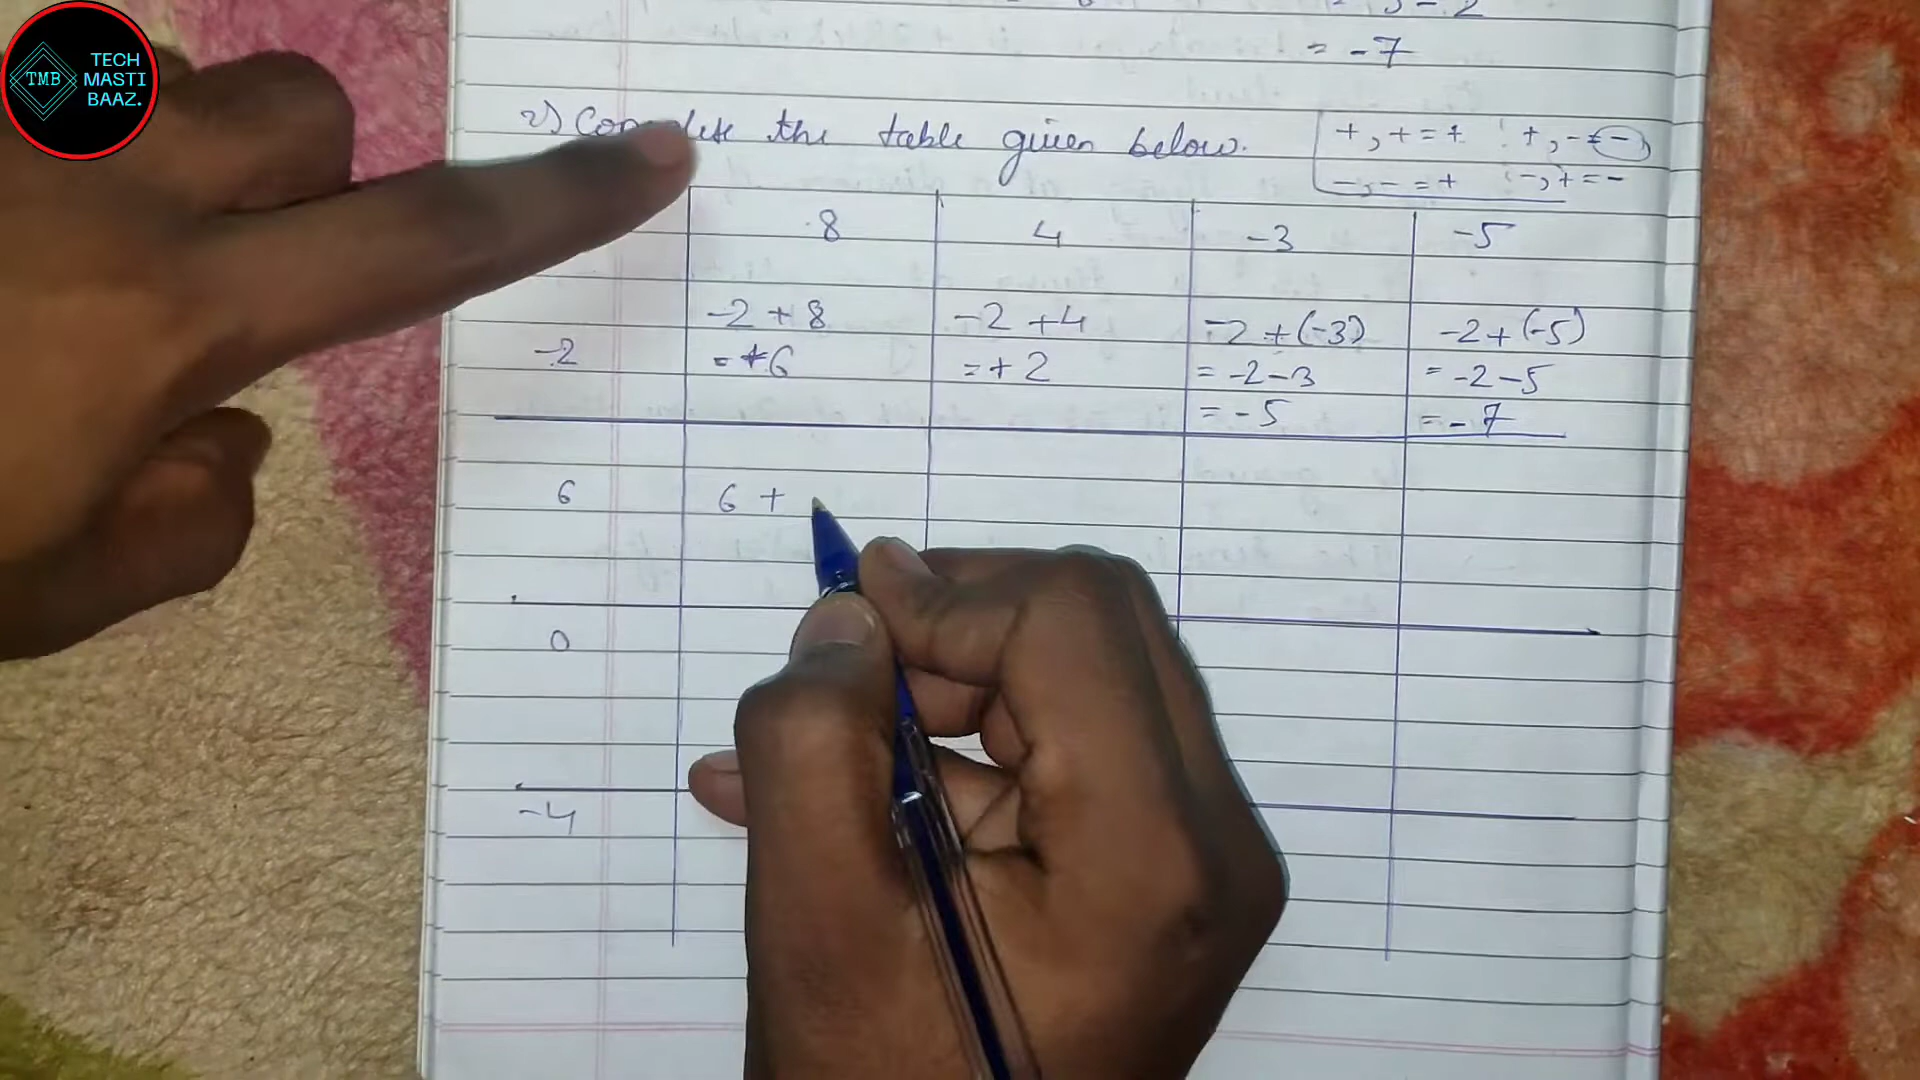 TECH
TMB MASTI
BAAZ.
= -7
2) Complete the table given below.
+, + = + +, - = -
-, - = + -, + = -
8 4 -3 -5
-2 + 8 -2 + 4 -2 + (-3) -2 + (-5)
-2 = +6 = + 2 = -2 - 3 = -2 - 5
= - 5 = - 7
6 6 +
0
-4